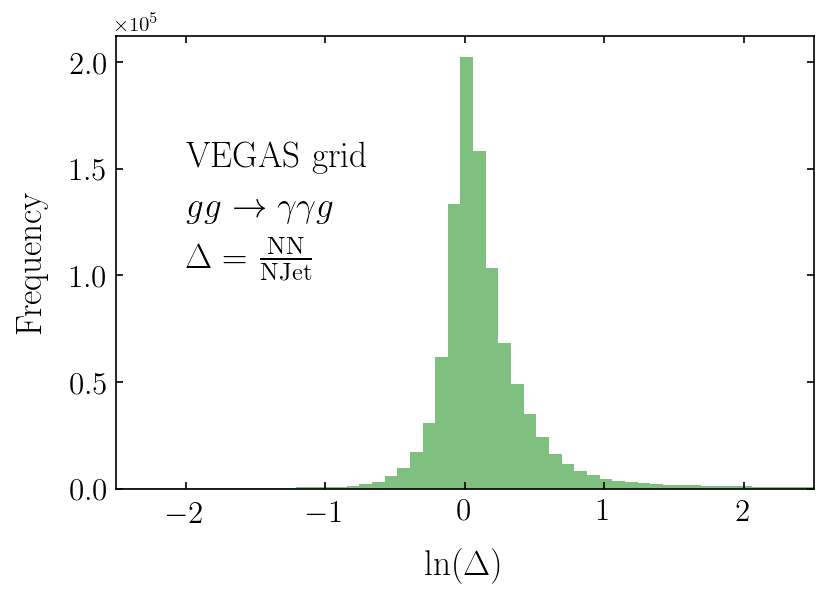 ×10⁵
2.0
1.5
1.0
0.5
0.0
Frequency
VEGAS grid
gg → γγg
Δ = NN/NJet
−2 −1 0 1 2
ln(Δ)